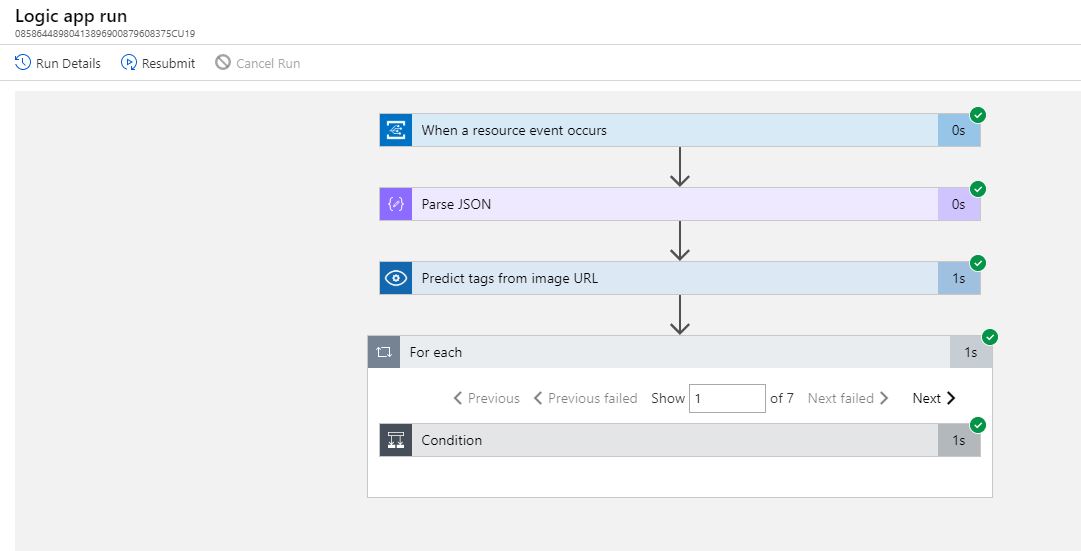 Logic app run
08586448980413896900879608375CU19
Run Details Resubmit Cancel Run
When a resource event occurs 0s
Parse JSON 0s
Predict tags from image URL 1s
For each 1s
Previous Previous failed Show 1 of 7 Next failed Next
Condition 1s